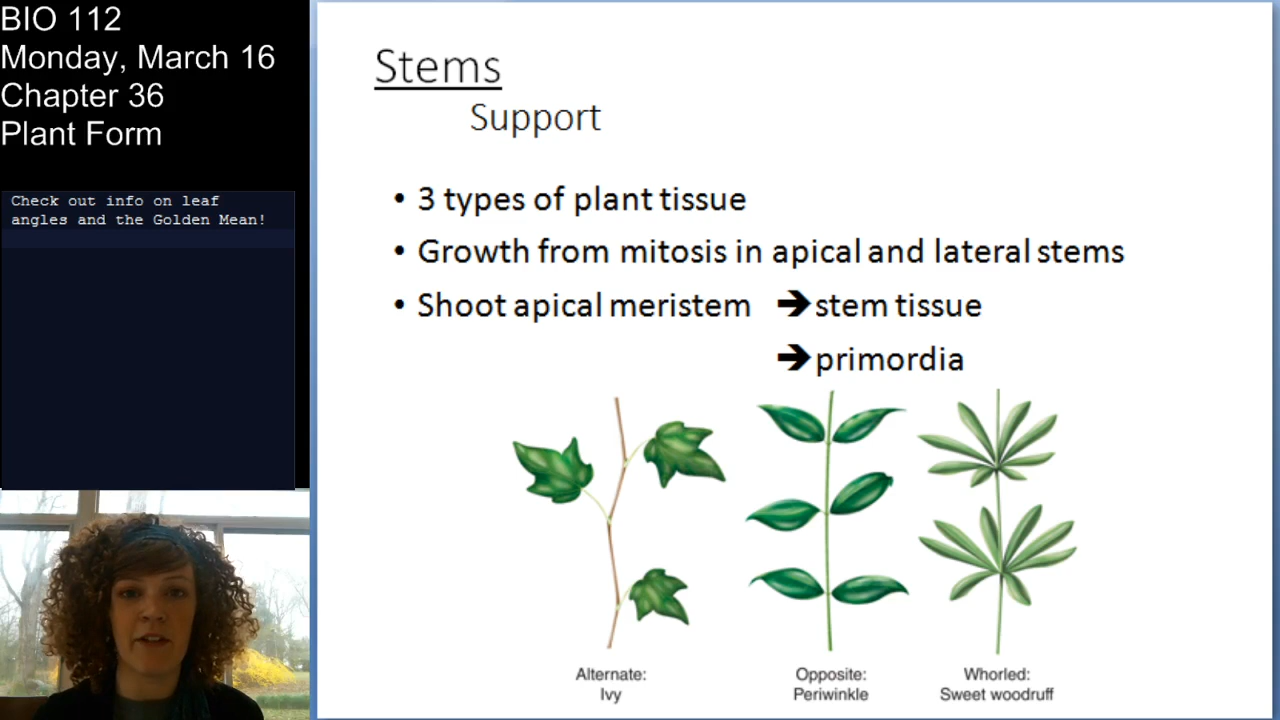 BIO 112
Monday, March 16
Chapter 36
Plant Form
Check out info on leaf
angles and the Golden Mean!
Stems
Support
• 3 types of plant tissue
• Growth from mitosis in apical and lateral stems
• Shoot apical meristem ➔ stem tissue
➔ primordia
Alternate:
Ivy
Opposite:
Periwinkle
Whorled:
Sweet woodruff